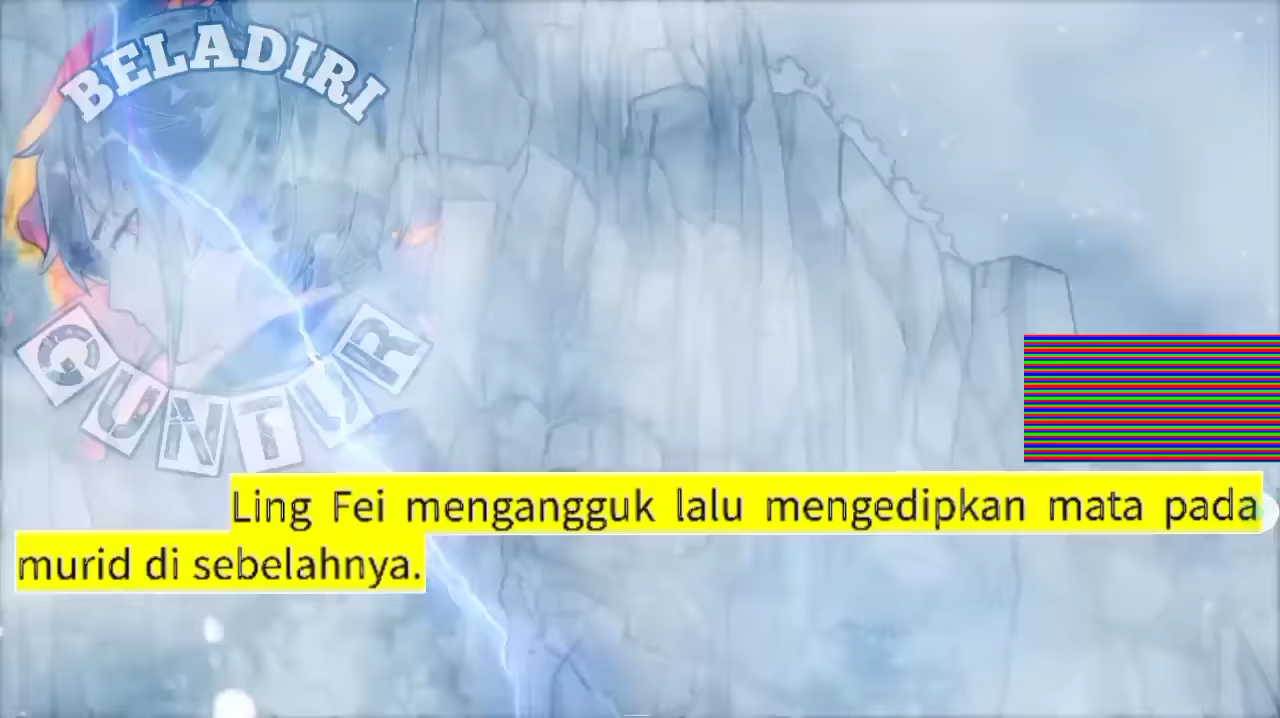 BELADIRI
GUNTUR
Ling Fei mengangguk lalu mengedipkan mata pada
murid di sebelahnya.